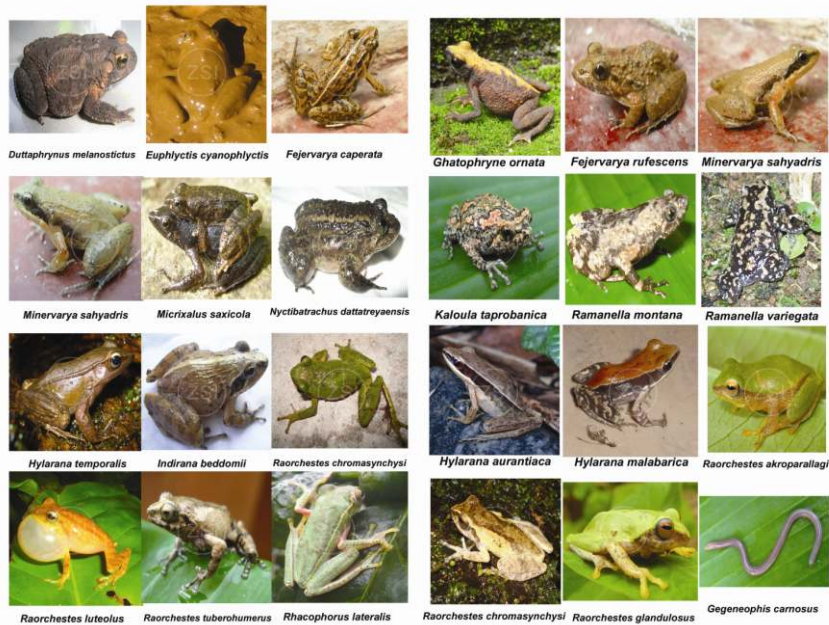 Duttaphrynus melanostictus
Euphlyctis cyanophlyctis
Fejervarya caperata
Ghatophryne ornata
Fejervarya rufescens
Minervarya sahyadris
Minervarya sahyadris
Micrixalus saxicola
Nyctibatrachus dattatreyaensis
Kaloula taprobanica
Ramanella montana
Ramanella variegata
Hylarana temporalis
Indirana beddomii
Raorchestes chromasynchysi
Hylarana aurantiaca
Hylarana malabarica
Raorchestes akroparallagi
Raorchestes luteolus
Raorchestes tuberohumerus
Rhacophorus lateralis
Raorchestes chromasynchysi
Raorchestes glandulosus
Gegeneophis carnosus
ZSI
ZSI